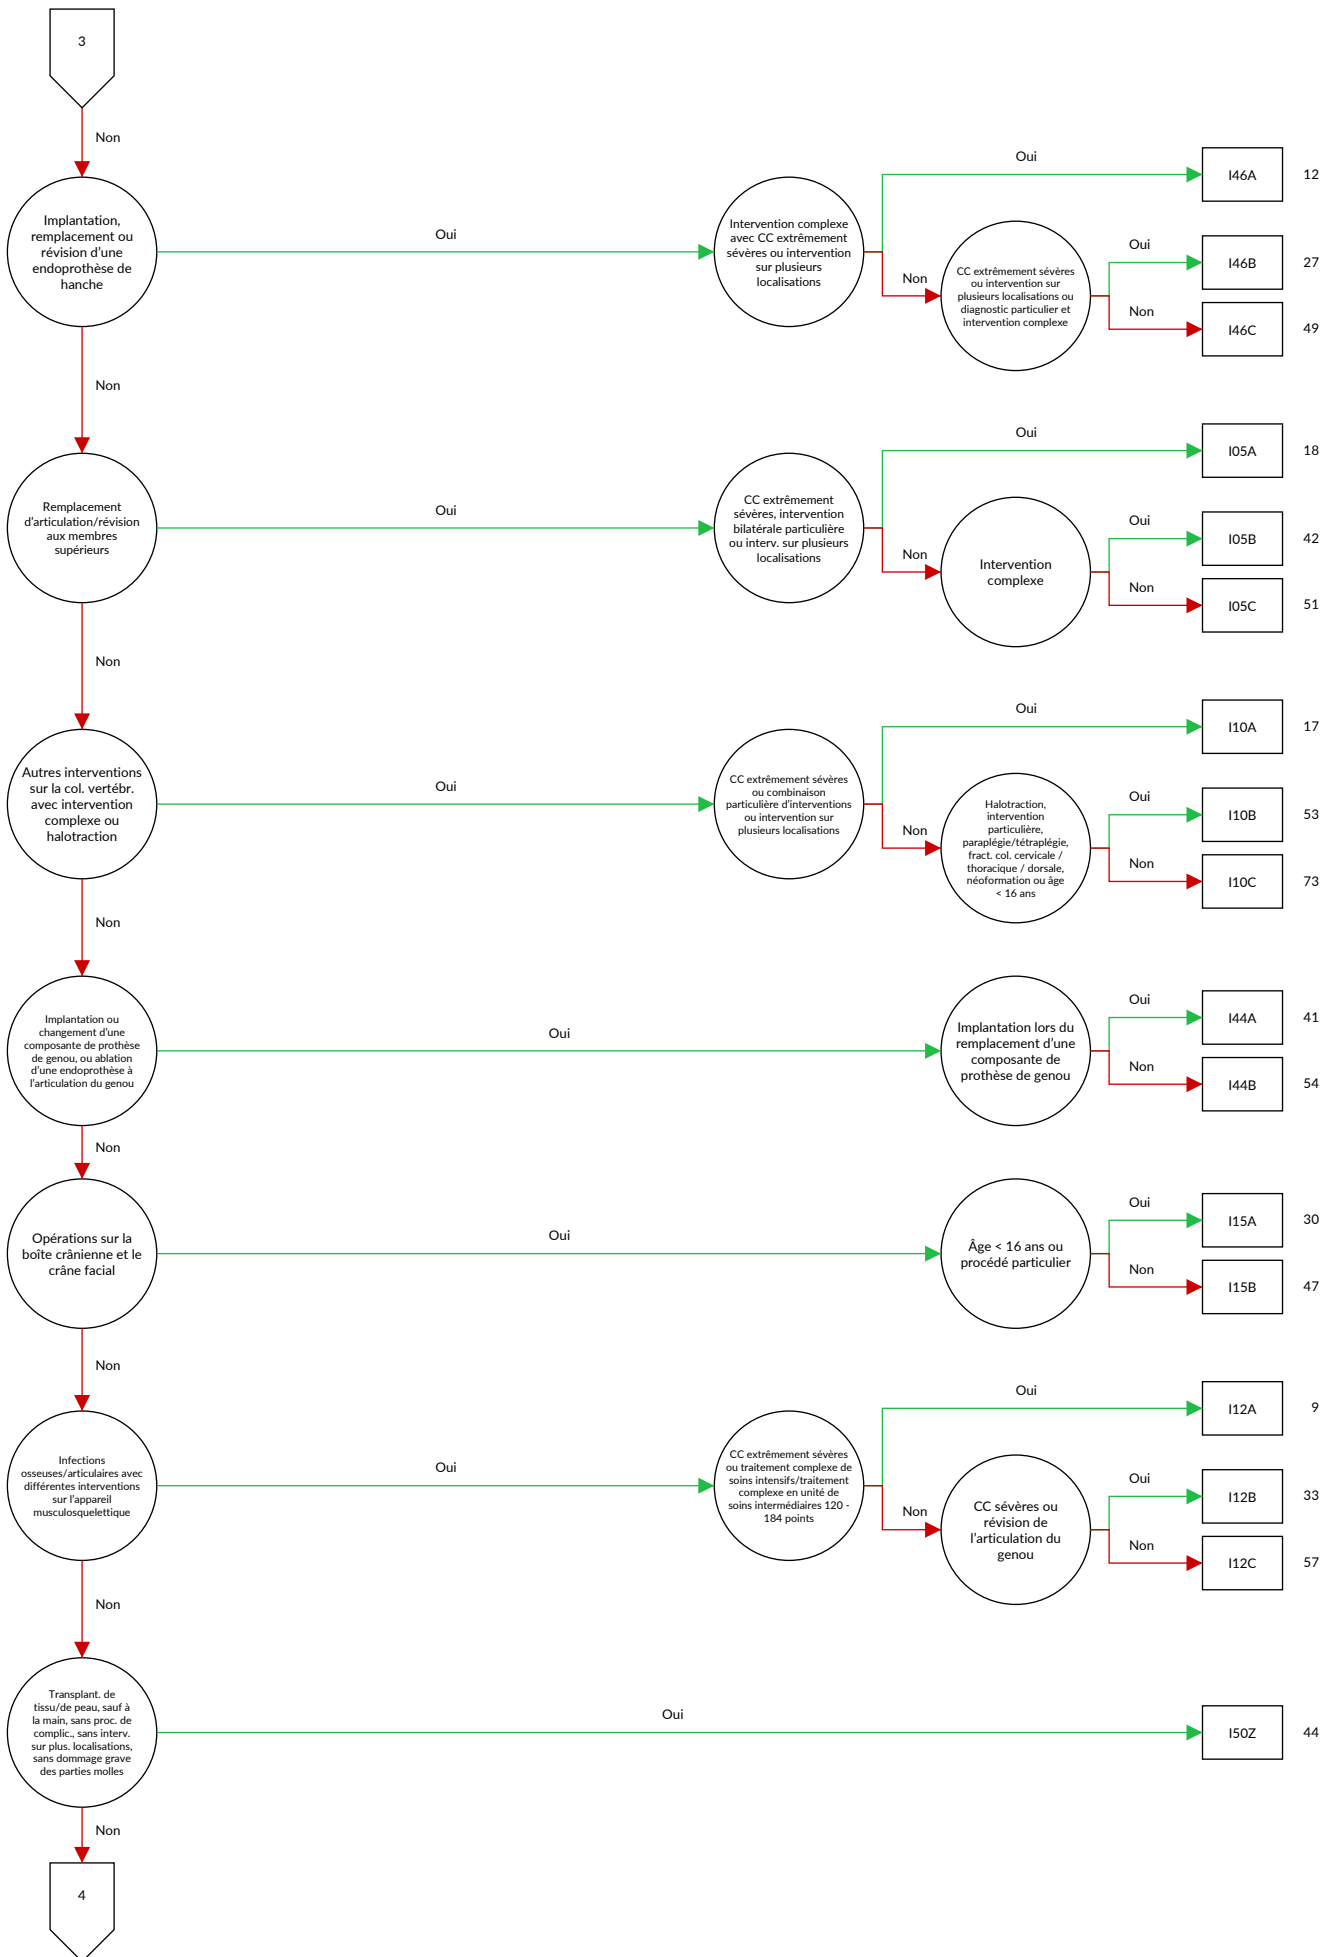 3
Non
Implantation,
remplacement ou
révision d'une
endoprothèse de
hanche
Oui
Intervention complexe
avec CC extrêmement
sévères ou intervention
sur plusieurs
localisations
Oui
I46A
12
Non
CC extrêmement sévères
ou intervention sur
plusieurs localisations ou
diagnostic particulier et
intervention complexe
Oui
I46B
27
Non
I46C
49
Non
Remplacement
d'articulation/révision
aux membres
supérieurs
Oui
CC extrêmement
sévères, intervention
bilatérale particulière
ou interv. sur plusieurs
localisations
Oui
I05A
18
Non
Intervention
complexe
Oui
I05B
42
Non
I05C
51
Non
Autres interventions
sur la col. vertébr.
avec intervention
complexe ou
halotraction
Oui
CC extrêmement sévères
ou combinaison
particulière d'interventions
ou intervention sur
plusieurs localisations
Oui
I10A
17
Non
Halotraction,
intervention
particulière,
paraplégie/tétraplégie,
fract. col. cervicale /
thoracique / dorsale,
néoformation ou âge
< 16 ans
Oui
I10B
53
Non
I10C
73
Non
Implantation ou
changement d'une
composante de prothèse
de genou, ou ablation
d'une endoprothèse à
l'articulation du genou
Oui
Implantation lors du
remplacement d'une
composante de
prothèse de genou
Oui
I44A
41
Non
I44B
54
Non
Opérations sur la
boîte crânienne et le
crâne facial
Oui
Âge < 16 ans ou
procédé particulier
Oui
I15A
30
Non
I15B
47
Non
Infections
osseuses/articulaires avec
différentes interventions
sur l'appareil
musculosquelettique
Oui
CC extrêmement sévères
ou traitement complexe de
soins intensifs/traitement
complexe en unité de
soins intermédiaires 120 -
184 points
Oui
I12A
9
Non
CC sévères ou
révision de
l'articulation du
genou
Oui
I12B
33
Non
I12C
57
Non
Transplant. de
tissu/de peau, sauf à
la main, sans proc. de
complic., sans interv.
sur plus. localisations,
sans dommage grave
des parties molles
Oui
I50Z
44
Non
4